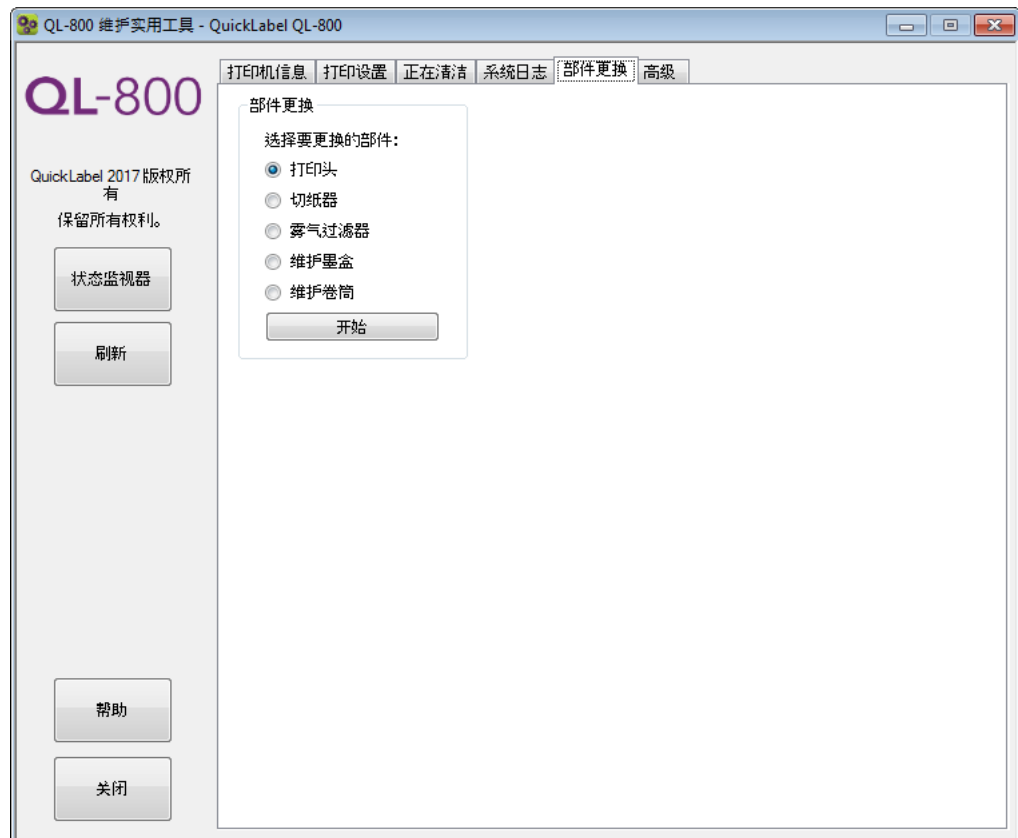 QL-800 维护实用工具 - QuickLabel QL-800
QL-800
打印机信息 打印设置 正在清洁 系统日志 部件更换 高级
QuickLabel 2017 版权所
有
保留所有权利。
状态监视器
刷新
帮助
关闭
部件更换
选择要更换的部件:
打印头
切纸器
雾气过滤器
维护墨盒
维护卷筒
开始